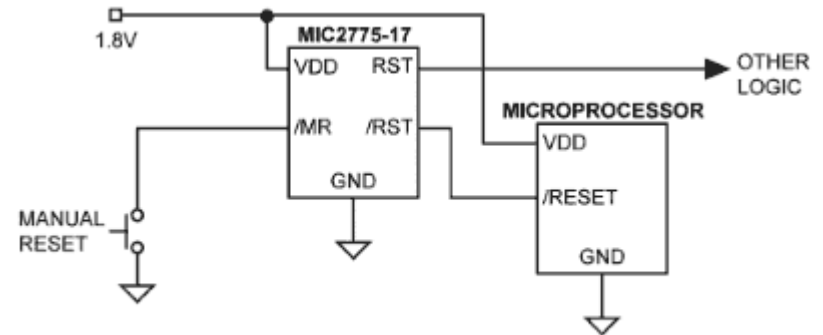 1.8V
MIC2775-17
VDD
RST
/MR
/RST
GND
OTHER
LOGIC
MICROPROCESSOR
VDD
/RESET
GND
MANUAL
RESET